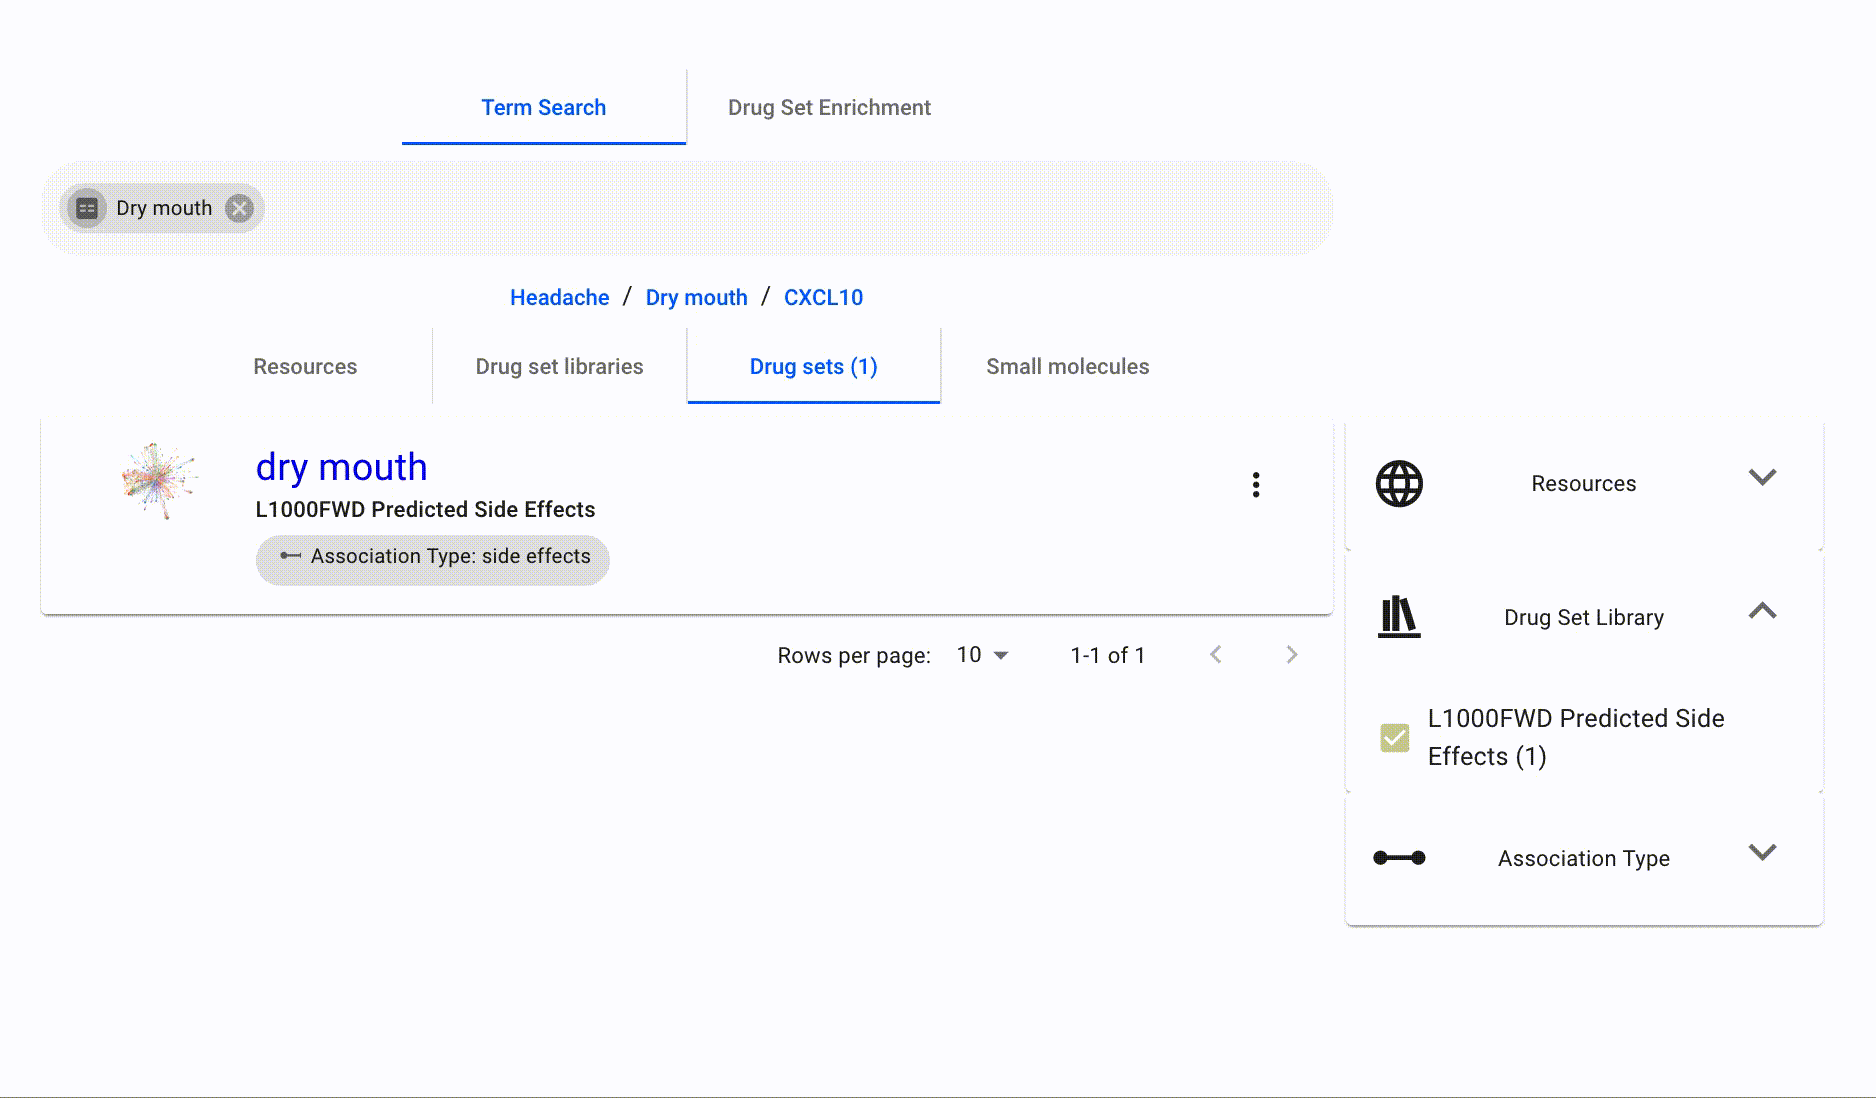 Term Search
Drug Set Enrichment
Dry mouth
Headache / Dry mouth / CXCL10
Resources
Drug set libraries
Drug sets (1)
Small molecules
dry mouth
L1000FWD Predicted Side Effects
Association Type: side effects
Rows per page: 10
1-1 of 1
Resources
Drug Set Library
L1000FWD Predicted Side
Effects (1)
Association Type